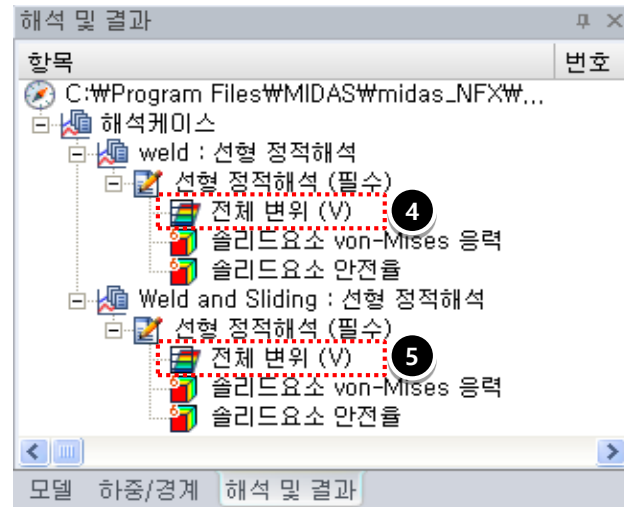 해석 및 결과
항목 번호
C:₩Program Files₩MIDAS₩midas_NFX₩...
해석케이스
weld : 선형 정적해석
선형 정적해석 (필수)
전체 변위 (V) 4
솔리드요소 von-Mises 응력
솔리드요소 안전율
Weld and Sliding : 선형 정적해석
선형 정적해석 (필수)
전체 변위 (V) 5
솔리드요소 von-Mises 응력
솔리드요소 안전율
모델 하중/경계 해석 및 결과